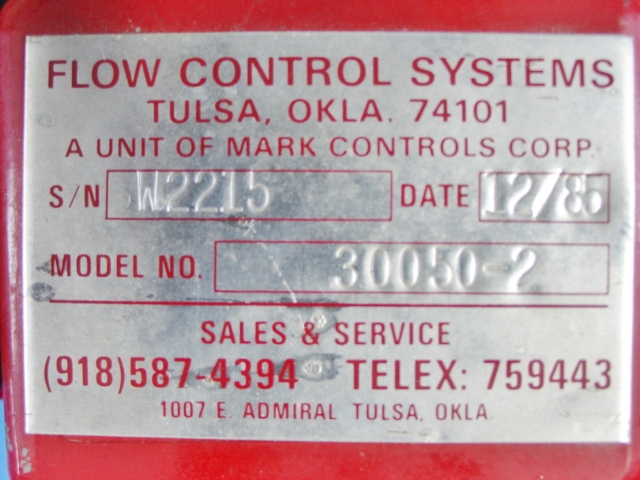 FLOW CONTROL SYSTEMS
TULSA, OKLA. 74101
A UNIT OF MARK CONTROLS CORP.
S/N W2215 DATE 12/85
MODEL NO. 30050-2
SALES & SERVICE
(918)587-4394 TELEX: 759443
1007 E. ADMIRAL TULSA, OKLA.